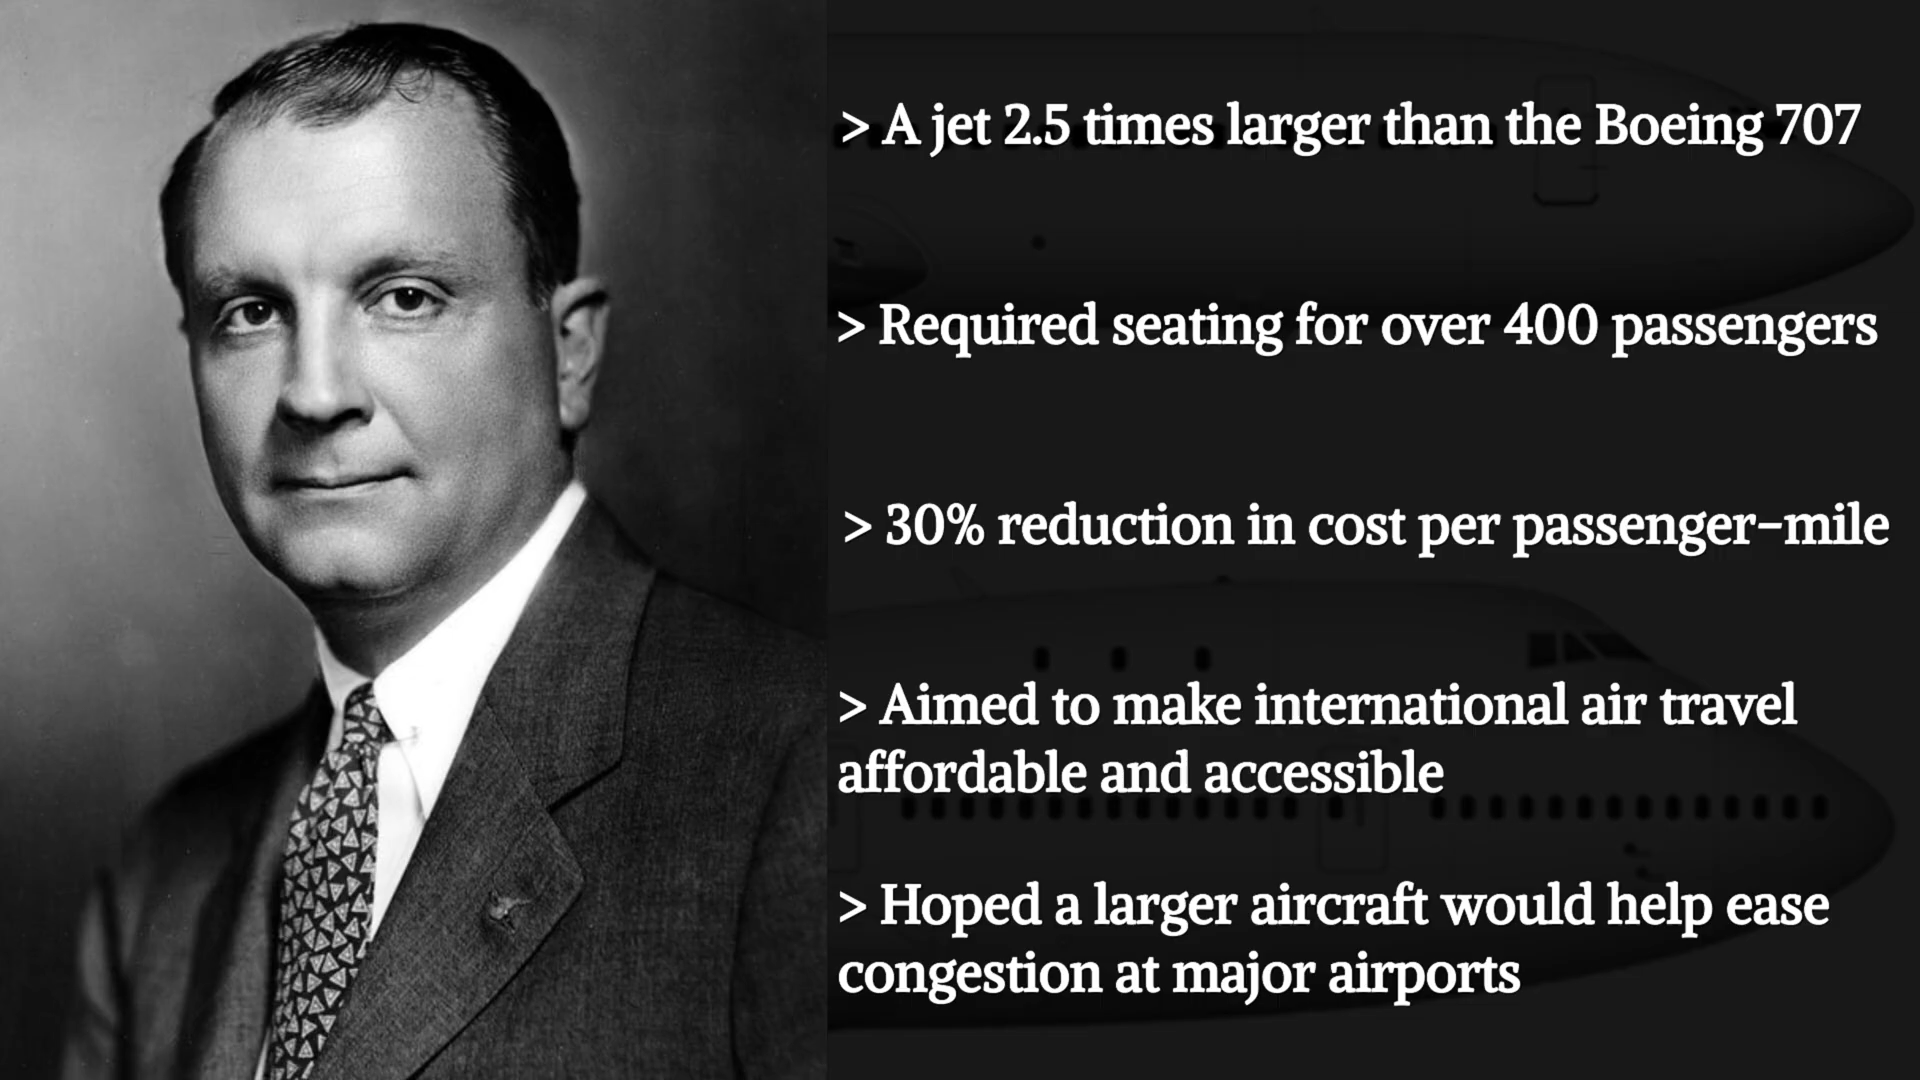 > A jet 2.5 times larger than the Boeing 707
> Required seating for over 400 passengers
> 30% reduction in cost per passenger-mile
> Aimed to make international air travel
affordable and accessible
> Hoped a larger aircraft would help ease
congestion at major airports